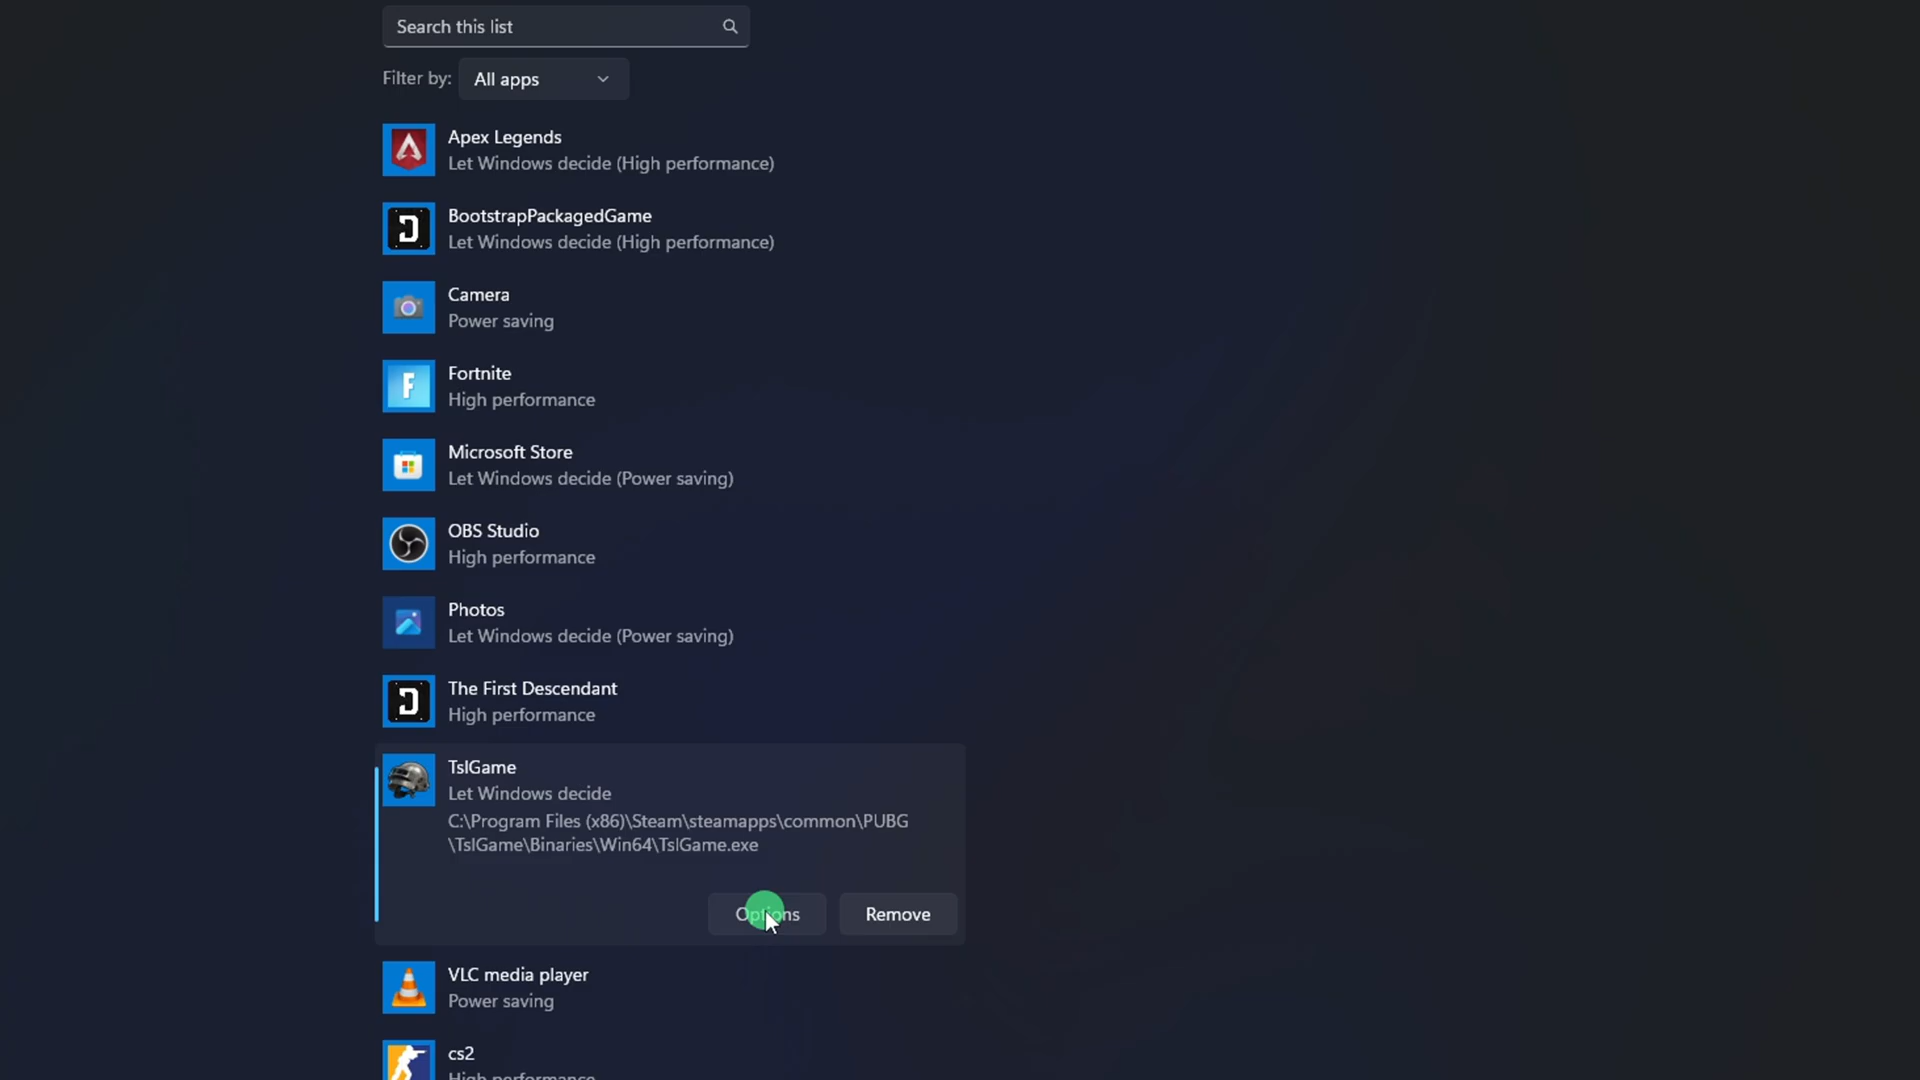 Search this list
Filter by: All apps
Apex Legends
Let Windows decide (High performance)
BootstrapPackagedGame
Let Windows decide (High performance)
Camera
Power saving
Fortnite
High performance
Microsoft Store
Let Windows decide (Power saving)
OBS Studio
High performance
Photos
Let Windows decide (Power saving)
The First Descendant
High performance
TslGame
Let Windows decide
C:\Program Files (x86)\Steam\steamapps\common\PUBG
\TslGame\Binaries\Win64\TslGame.exe
Options Remove
VLC media player
Power saving
cs2
High performance